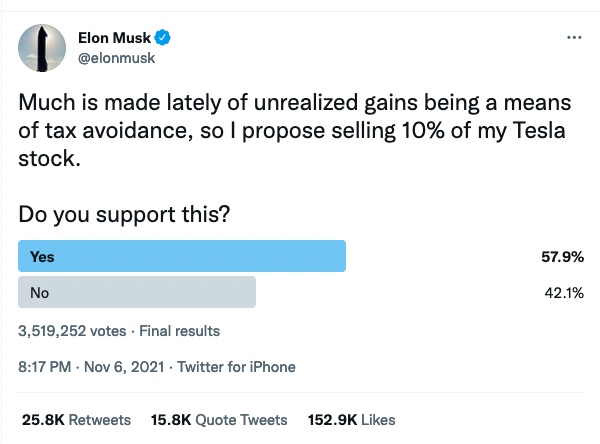 Elon Musk
@elonmusk
Much is made lately of unrealized gains being a means
of tax avoidance, so I propose selling 10% of my Tesla
stock.
Do you support this?
Yes 57.9%
No 42.1%
3,519,252 votes · Final results
8:17 PM · Nov 6, 2021 · Twitter for iPhone
25.8K Retweets 15.8K Quote Tweets 152.9K Likes